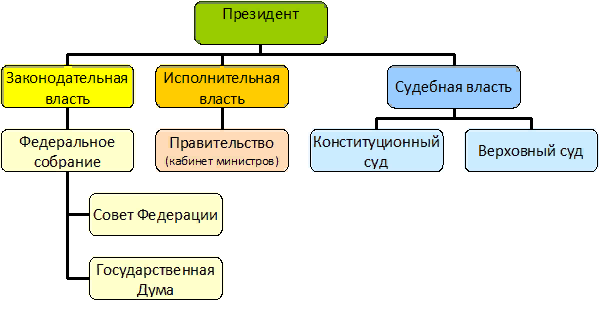 Президент
Законодательная
власть
Исполнительная
власть
Судебная власть
Федеральное
собрание
Правительство
(кабинет министров)
Конституционный
суд
Верховный суд
Совет Федерации
Государственная
Дума